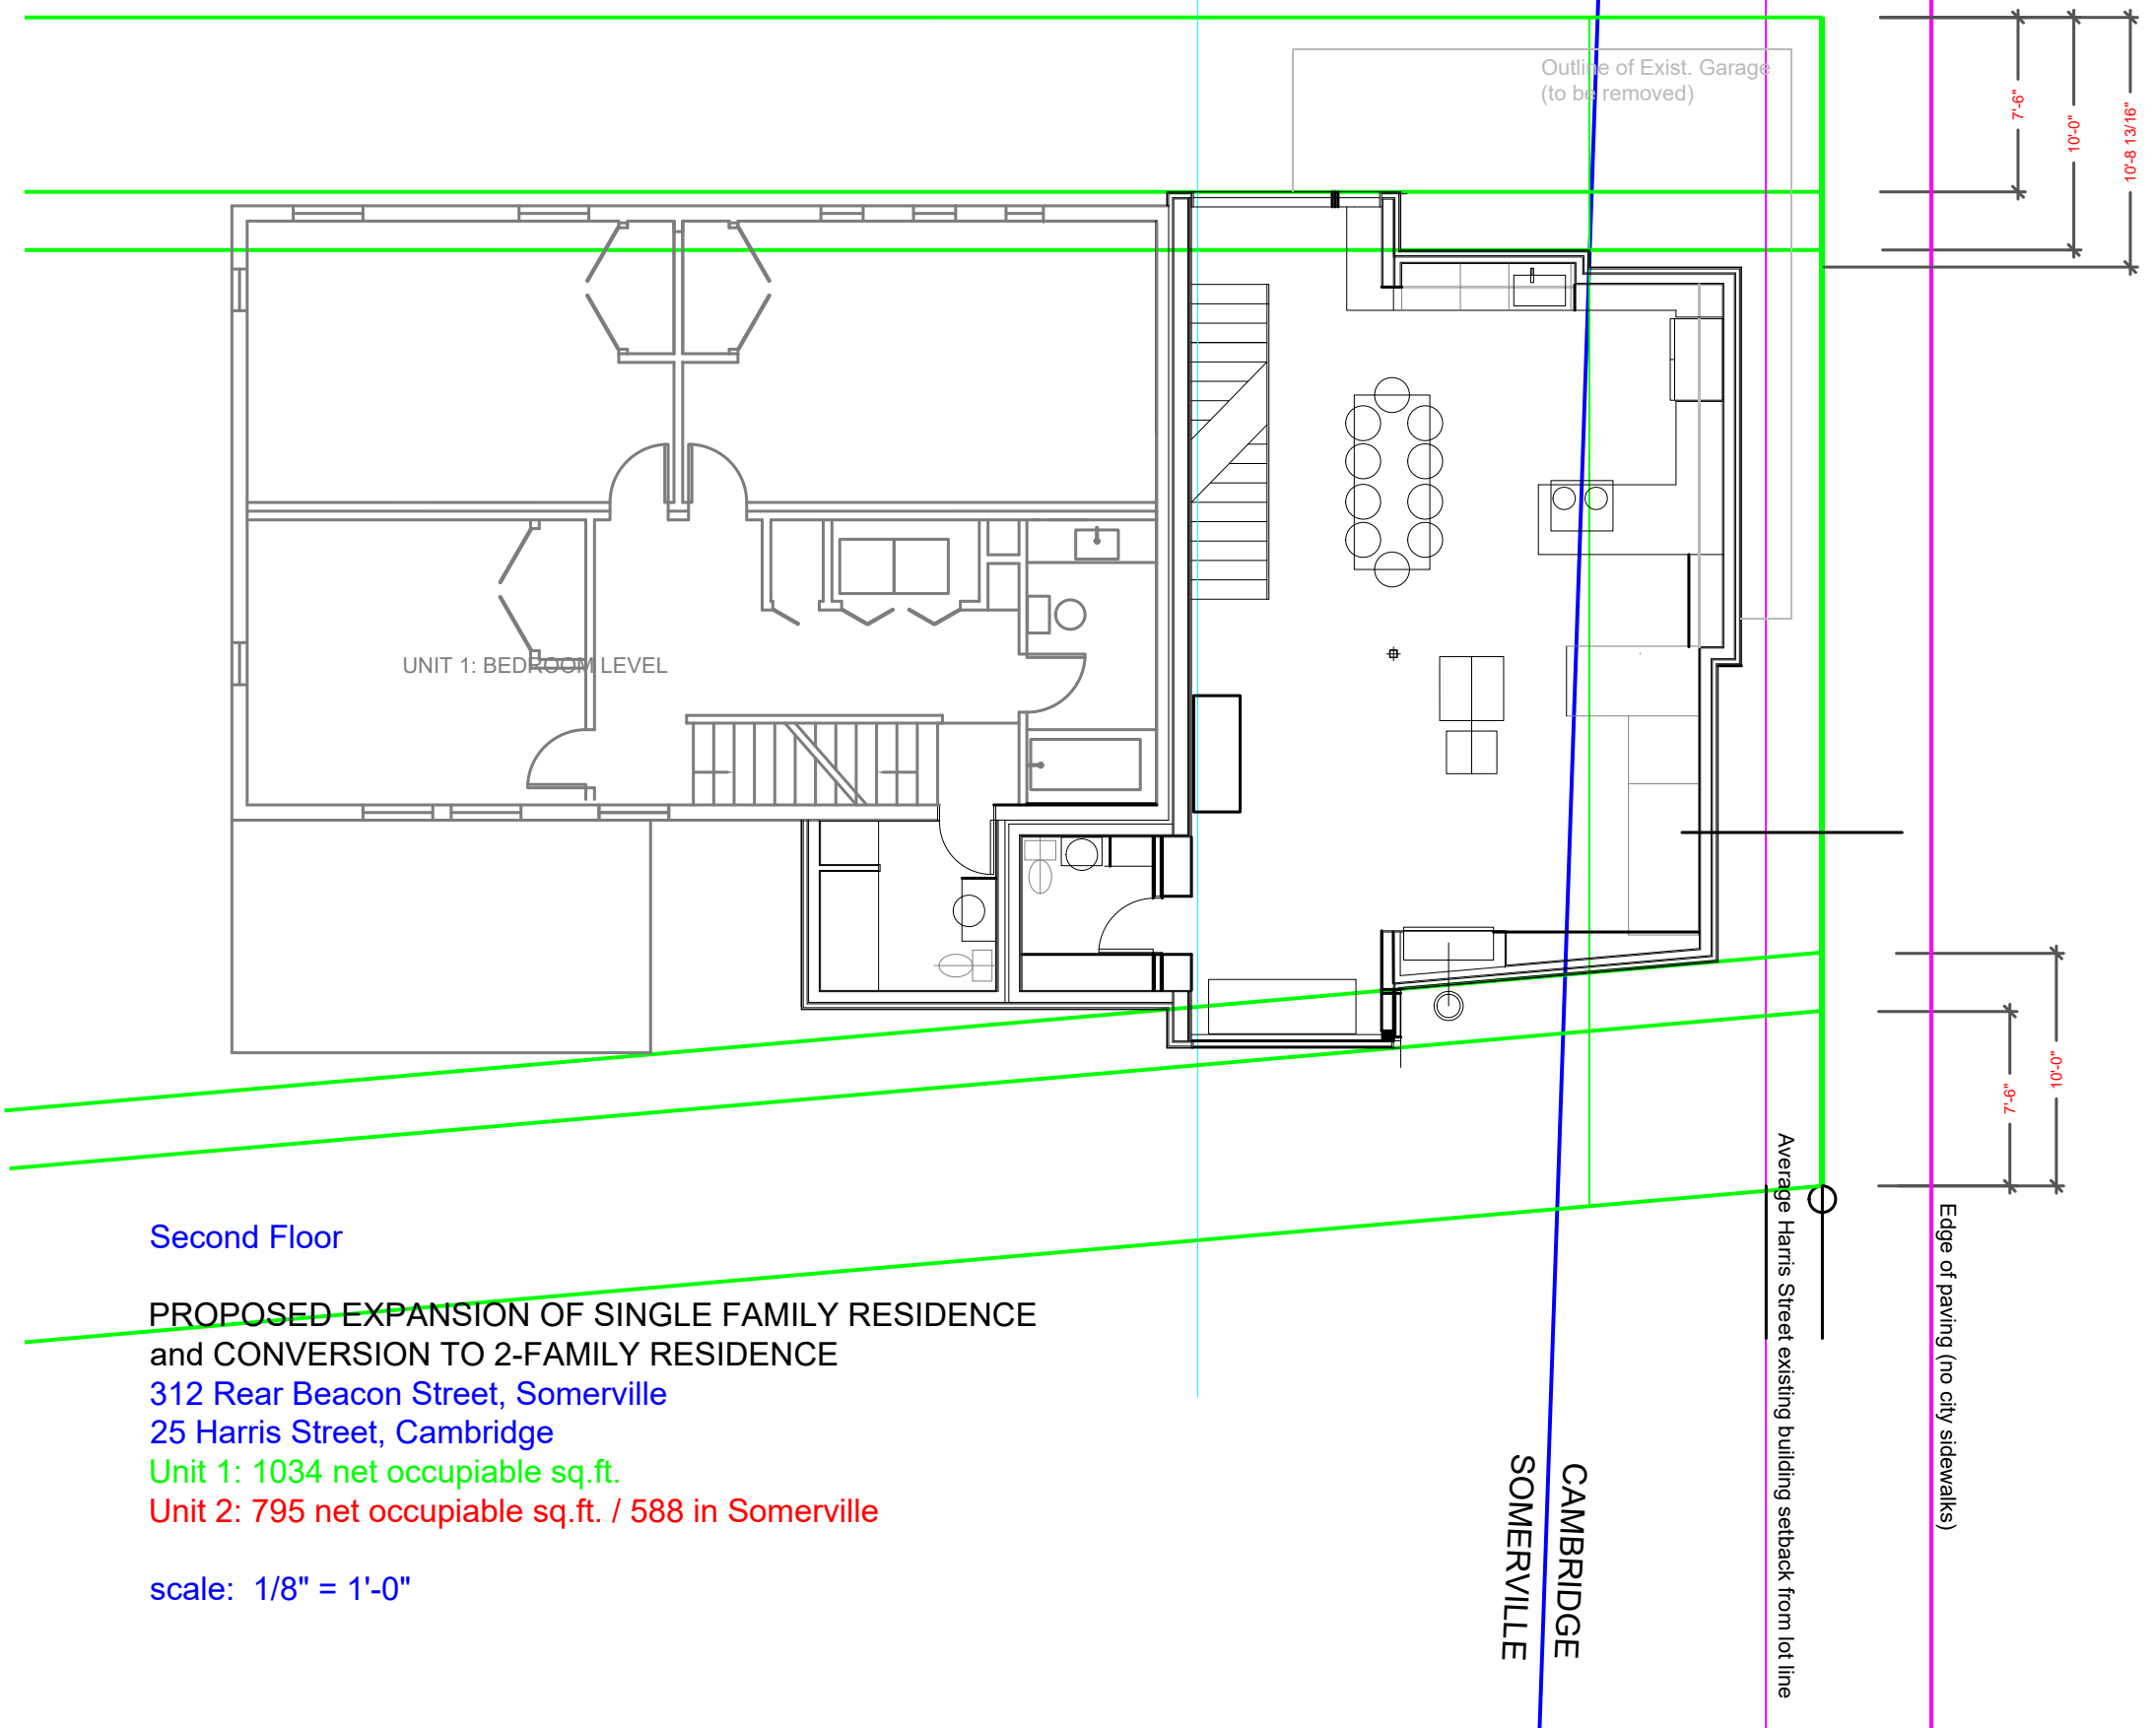 Outline of Exist. Garage
(to be removed)
7'-6"
10'-0"
10'-8 13/16"
UNIT 1: BEDROOM LEVEL
10'-0"
7'-6"
Average Harris Street existing building setback from lot line
Edge of paving (no city sidewalks)
Second Floor
PROPOSED EXPANSION OF SINGLE FAMILY RESIDENCE
and CONVERSION TO 2-FAMILY RESIDENCE
312 Rear Beacon Street, Somerville
25 Harris Street, Cambridge
Unit 1: 1034 net occupiable sq.ft.
Unit 2: 795 net occupiable sq.ft. / 588 in Somerville
scale: 1/8" = 1'-0"
SOMERVILLE
CAMBRIDGE